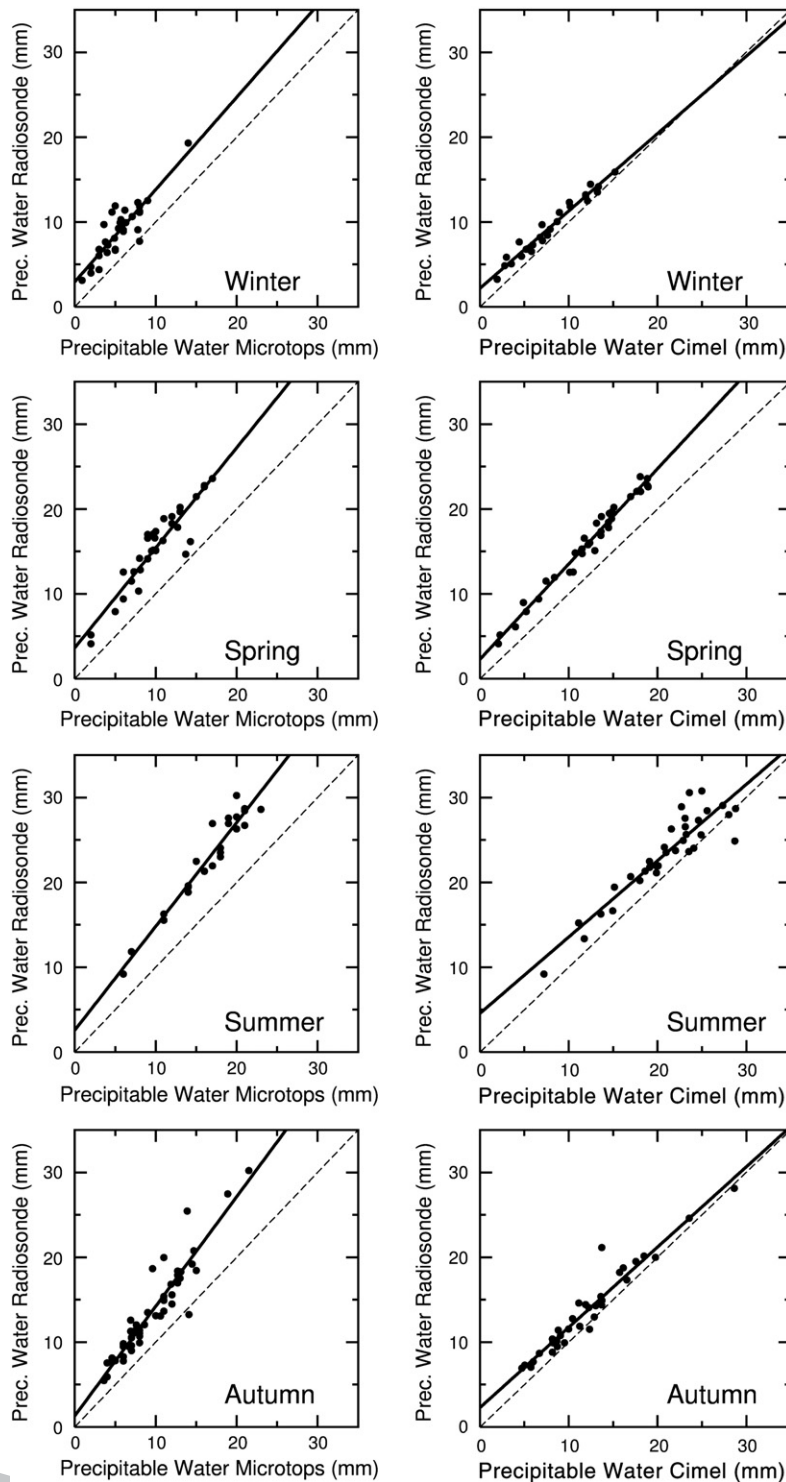 Prec. Water Radiosonde (mm)
30
20
10
0
Winter
0 10 20 30
Precipitable Water Microtops (mm)
Prec. Water Radiosonde (mm)
30
20
10
0
Winter
0 10 20 30
Precipitable Water Cimel (mm)
Prec. Water Radiosonde (mm)
30
20
10
0
Spring
0 10 20 30
Precipitable Water Microtops (mm)
Prec. Water Radiosonde (mm)
30
20
10
0
Spring
0 10 20 30
Precipitable Water Cimel (mm)
Prec. Water Radiosonde (mm)
30
20
10
0
Summer
0 10 20 30
Precipitable Water Microtops (mm)
Prec. Water Radiosonde (mm)
30
20
10
0
Summer
0 10 20 30
Precipitable Water Cimel (mm)
Prec. Water Radiosonde (mm)
30
20
10
0
Autumn
0 10 20 30
Precipitable Water Microtops (mm)
Prec. Water Radiosonde (mm)
30
20
10
0
Autumn
0 10 20 30
Precipitable Water Cimel (mm)